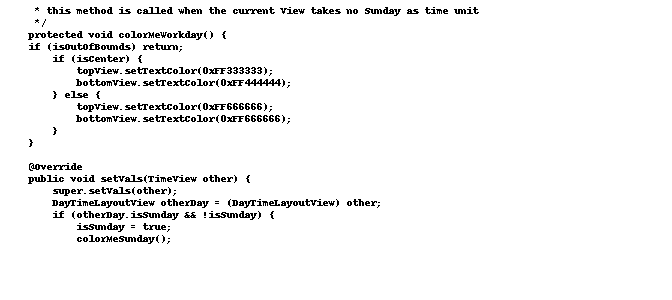 * this method is called when the current View takes no Sunday as time unit
*/
protected void colorMeWorkday() {
if (isOutOfBounds) return;
if (isCenter) {
topView.setTextColor(0xFF333333);
bottomView.setTextColor(0xFF444444);
} else {
topView.setTextColor(0xFF666666);
bottomView.setTextColor(0xFF666666);
}
}
@Override
public void setVals(TimeView other) {
super.setVals(other);
DayTimeLayoutView otherDay = (DayTimeLayoutView) other;
if (otherDay.isSunday && !isSunday) {
isSunday = true;
colorMeSunday();